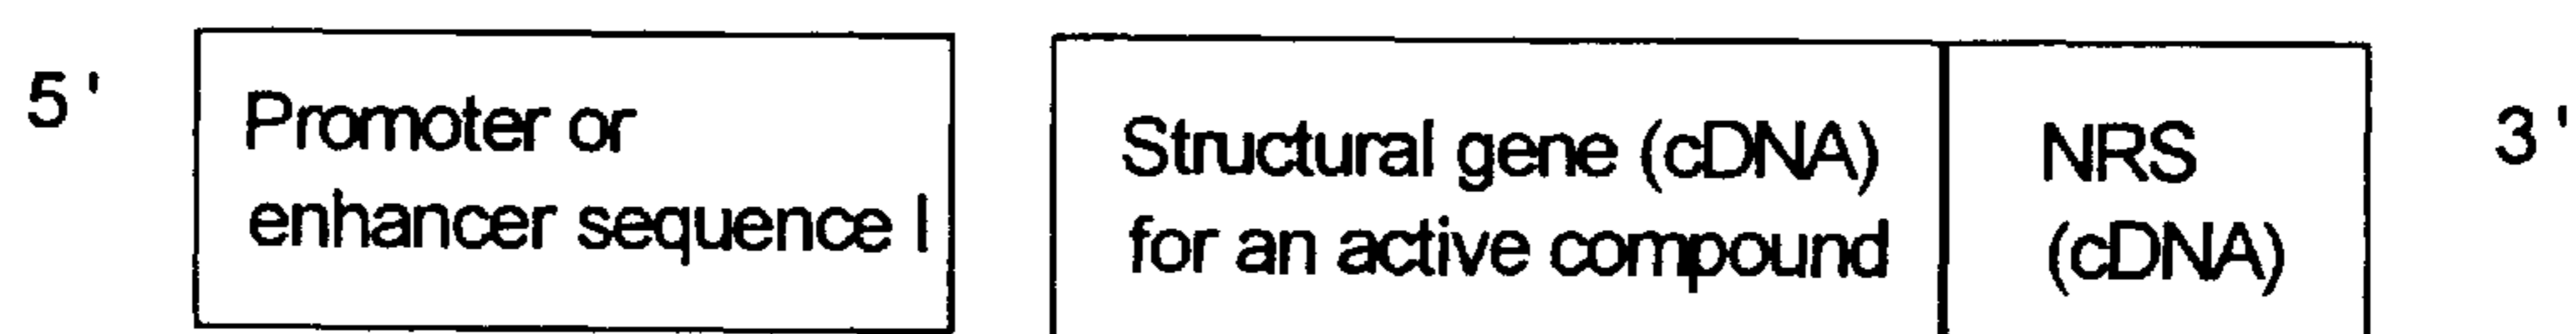 5'
Promoter or
enhancer sequence I
Structural gene (cDNA)
for an active compound
NRS
(cDNA)
3'